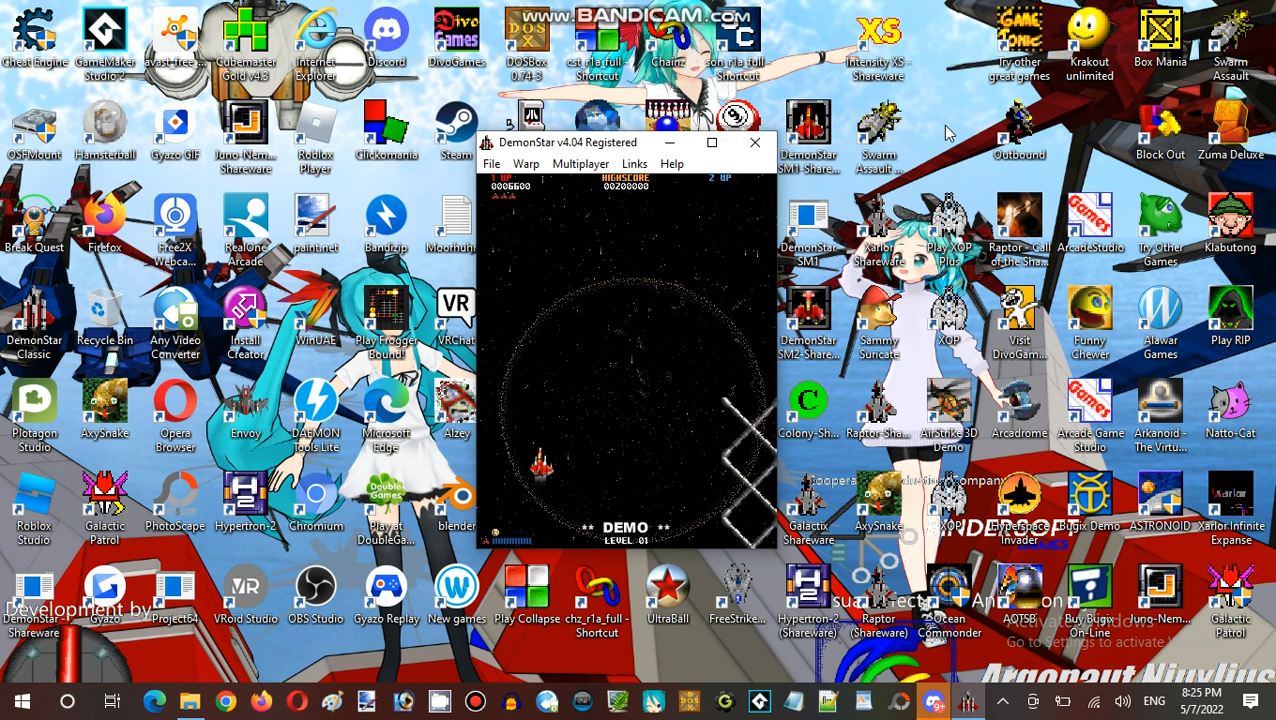 www.BANDICAM.com
Cheat Engine
GameMaker
Studio 2
avast_free_...
Cubemaster
Gold v4.3
Internet
Explorer
Discord
DivoGames
DOSBox
0.74-3
cst_r1a_full -
Shortcut
Chainz
con_r1a_full -
Shortcut
Intensity XS -
Shareware
Try other
great games
Krakout
unlimited
Box Mania
Swarm
Assault
OSFMount
Hamsterball
Gyazo GIF
Juno-Nem...
Shareware
Roblox
Player
Clickomania
Steam
DemonStar
SM1-Share...
Swarm
Assault ...
Outbound
Block Out
Zuma Deluxe
DemonStar v4.04 Registered
File Warp Multiplayer Links Help
1 UP HIGHSCORE 2 UP
0006600 00200000
** DEMO **
LEVEL 01
Break Quest
Firefox
Free2X
Webca...
RealOne
Arcade
paint.net
Bandizip
Moorhuhn...
DemonStar
SM1
Xarlor
Shareware
Play XOP
Plus
Raptor - Call
of the Sha...
ArcadeStudio
Try Other
Games
Klabutong
DemonStar
Classic
Recycle Bin
Any Video
Converter
Install
Creator
WinUAE
Play Frogger
Bound!
VRChat
DemonStar
SM2-Share...
Sammy
Suricate
XOP
Visit
DivoGam...
Funny
Chewer
Alawar
Games
Play RIP
Plotagon
Studio
AxySnake
Opera
Browser
Envoy
DAEMON
Tools Lite
Microsoft
Edge
Alzey
Colony-Sh...
Raptor-Sha...
AirStrike 3D
Demo
Arcadrome
Arcade Game
Studio
Arkanoid -
The Virtu...
Natto-Cat
Roblox
Studio
Galactic
Patrol
PhotoScape
Hypertron-2
Chromium
Play at
DoubleGa...
blender
Galactix
Shareware
AxySnake
XOP
Hyperspace
Invader
Bugix Demo
ASTRONOID
Xarlor Infinite
Expanse
DemonStar -
Shareware
Gyazo
Project64
VRoid Studio
OBS Studio
Gyazo Replay
New games
Play Collapse
chz_r1a_full -
Shortcut
UltraBall
FreeStrike...
Hypertron-2
(Shareware)
Raptor
(Shareware)
Ocean
Commonder
AOTSB
Buy Bugix
On-Line
Juno-Nem...
Galactic
Patrol
Development by
Activate Windows
Go to Settings to activate Windows.
ENG
8:25 PM
5/7/2022